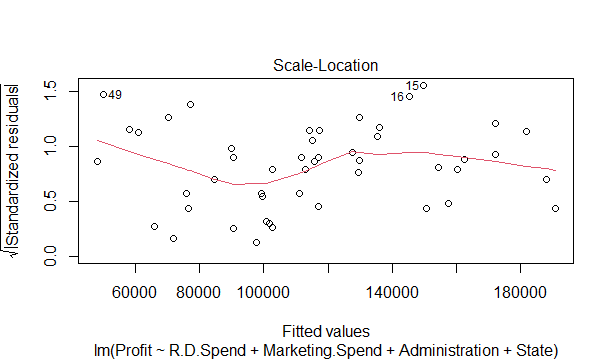 Scale-Location
√|Standardized residuals|
1.5
1.0
0.5
0.0
49
15
16
60000 80000 100000 140000 180000
Fitted values
lm(Profit ~ R.D.Spend + Marketing.Spend + Administration + State)